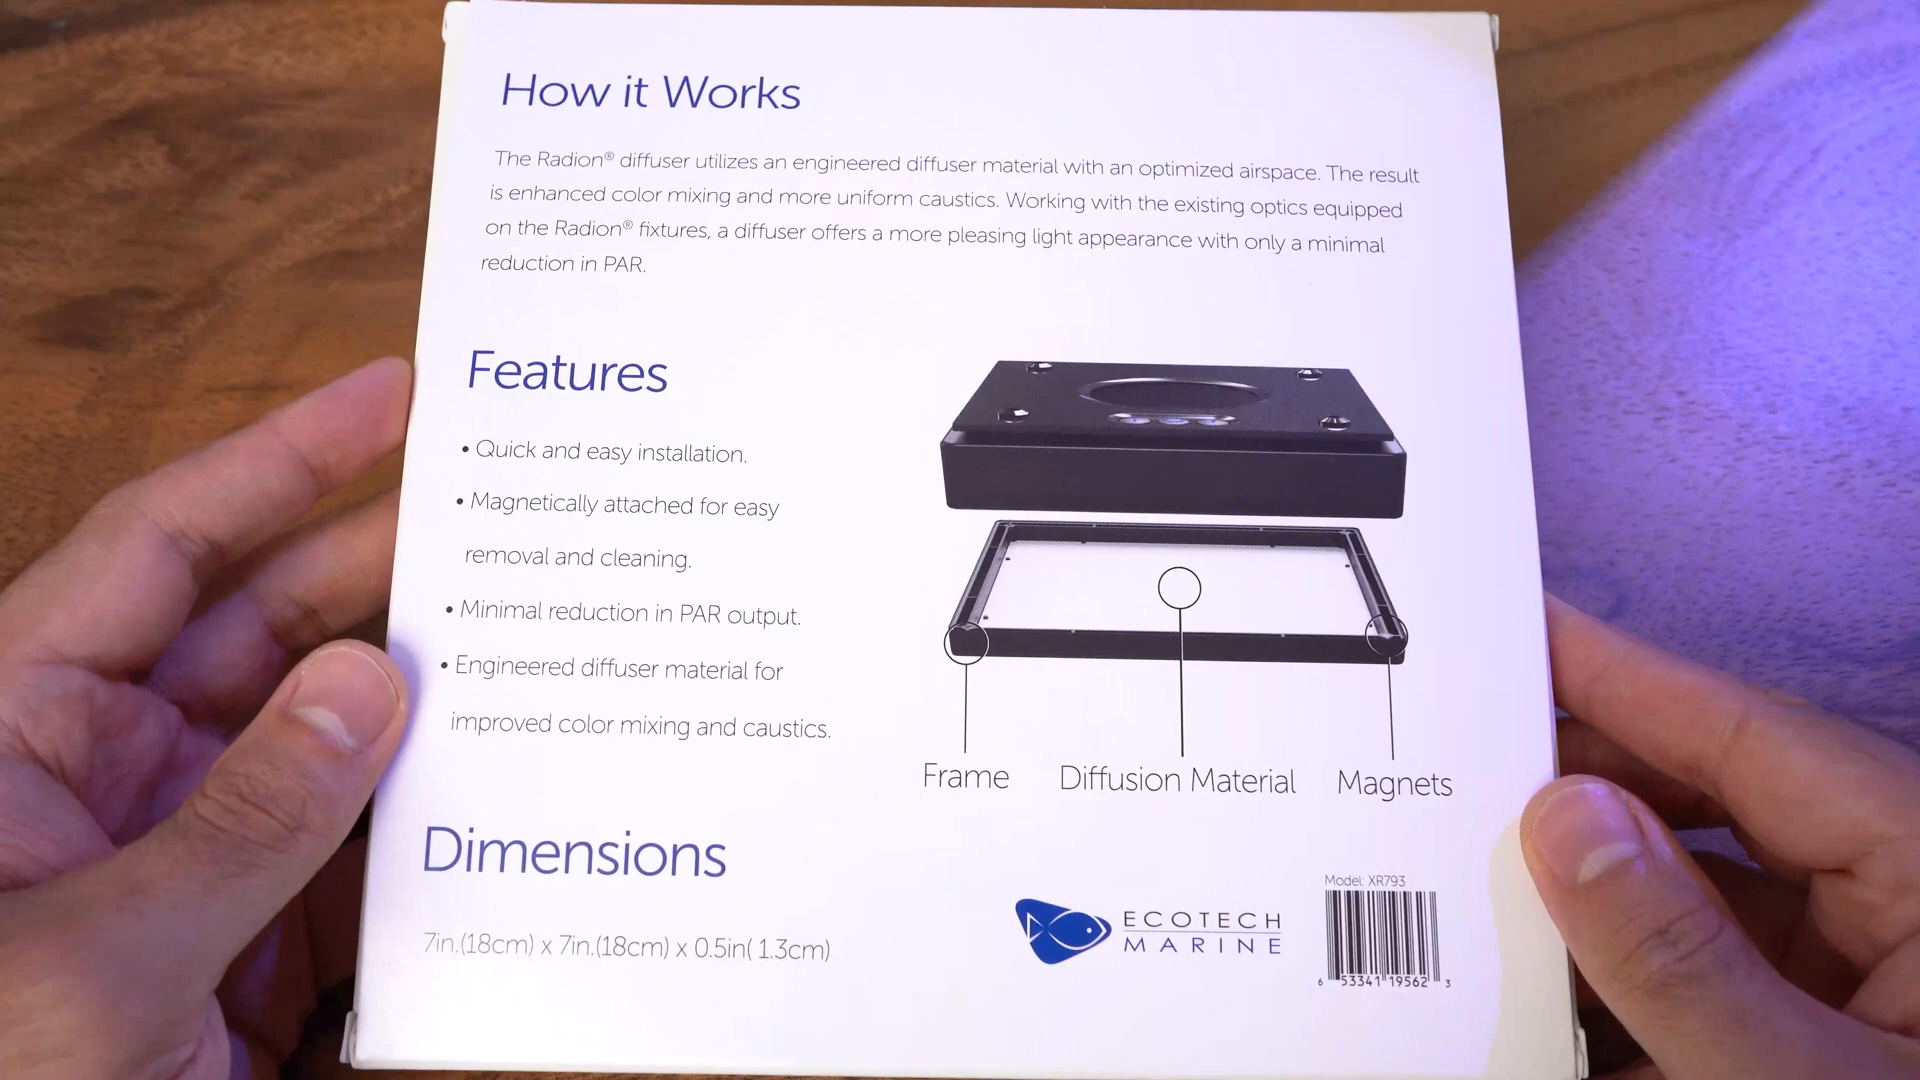 How it Works
The Radion® diffuser utilizes an engineered diffuser material with an optimized airspace. The result
is enhanced color mixing and more uniform caustics. Working with the existing optics equipped
on the Radion® fixtures, a diffuser offers a more pleasing light appearance with only a minimal
reduction in PAR.
Features
• Quick and easy installation.
• Magnetically attached for easy
removal and cleaning.
• Minimal reduction in PAR output.
• Engineered diffuser material for
improved color mixing and caustics.
Frame Diffusion Material Magnets
Dimensions
7in.(18cm) x 7in.(18cm) x 0.5in( 1.3cm)
ECOTECH
MARINE
Model: XR793
6 53341 19562 3